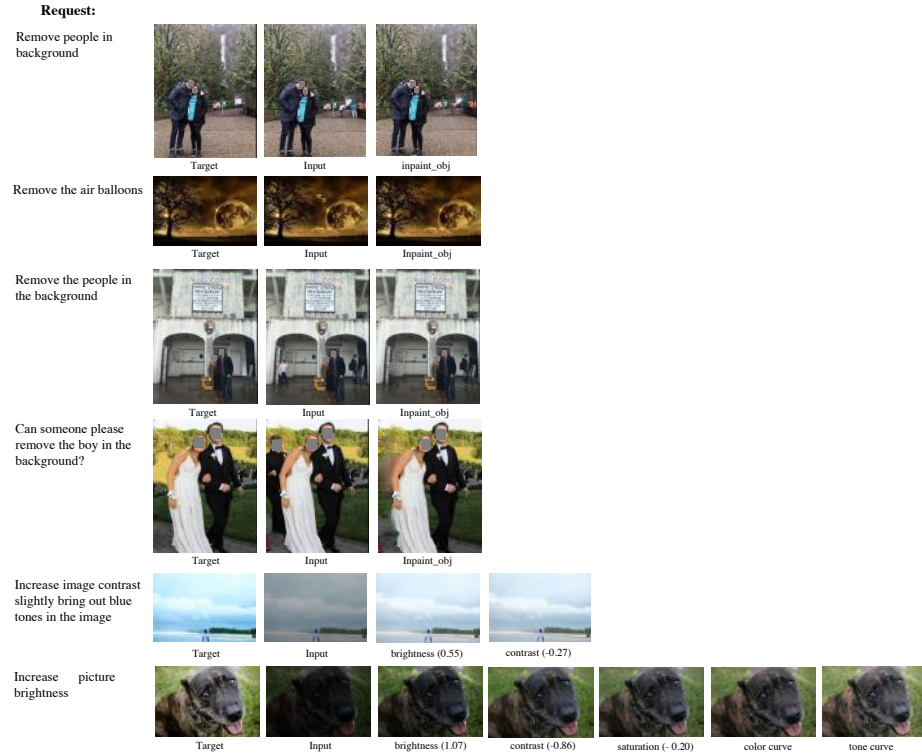 Request:
Remove people in
background
Target
Input
inpaint_obj
Remove the air balloons
Target
Input
Inpaint_obj
Remove the people in
the background
Target
Input
Inpaint_obj
Can someone please
remove the boy in the
background?
Target
Input
Inpaint_obj
Increase image contrast
slightly bring out blue
tones in the image
Target
Input
brightness (0.55)
contrast (-0.27)
Increase picture
brightness
Target
Input
brightness (1.07)
contrast (-0.86)
saturation (- 0.20)
color curve
tone curve